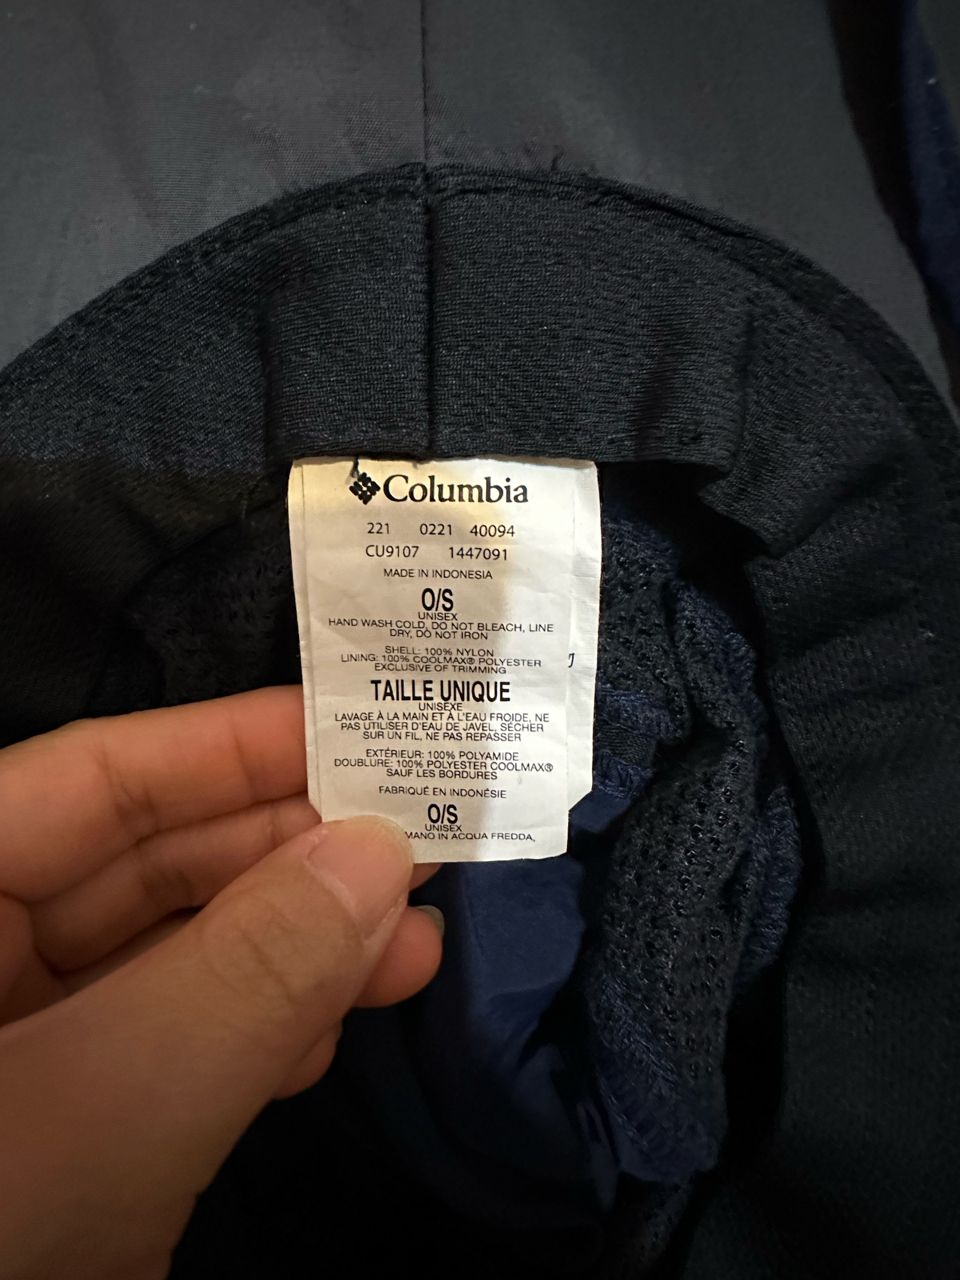 Columbia
221 0221 40094
CU9107 1447091
MADE IN INDONESIA
O/S
UNISEX
HAND WASH COLD, DO NOT BLEACH, LINE
DRY, DO NOT IRON
SHELL: 100% NYLON
LINING: 100% COOLMAX® POLYESTER
EXCLUSIVE OF TRIMMING
TAILLE UNIQUE
UNISEXE
LAVAGE À LA MAIN ET À L'EAU FROIDE, NE
PAS UTILISER D'EAU DE JAVEL, SÉCHER
SUR UN FIL, NE PAS REPASSER
EXTÉRIEUR: 100% POLYAMIDE
DOUBLURE: 100% POLYESTER COOLMAX®
SAUF LES BORDURES
FABRIQUÉ EN INDONÉSIE
O/S
UNISEX
MANO IN ACQUA FREDDA,